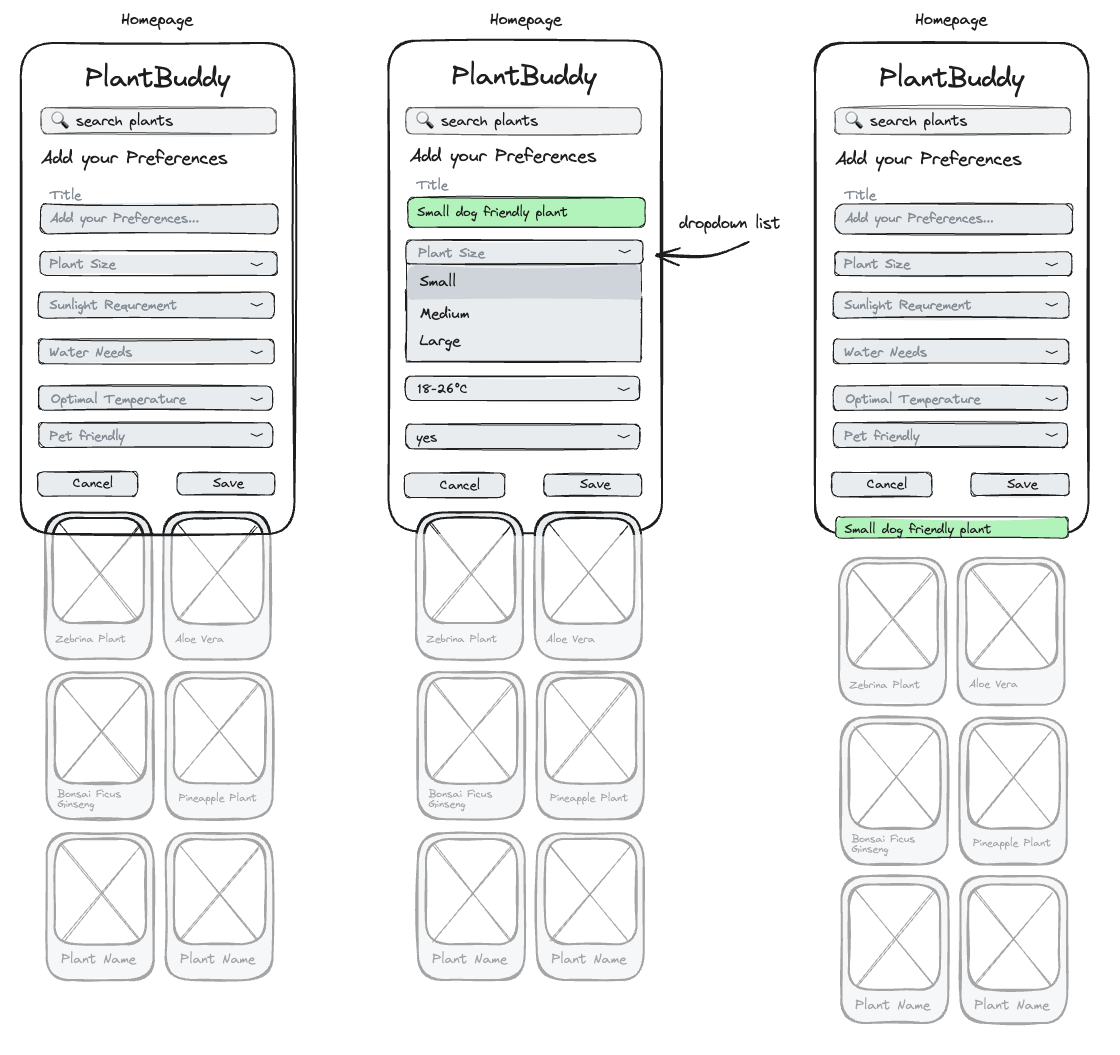 Homepage
PlantBuddy
search plants
Add your Preferences
Title
Add your Preferences...
Plant Size
Sunlight Requrement
Water Needs
Optimal Temperature
Pet friendly
Cancel Save
Zebrina Plant Aloe Vera
Bonsai Ficus
Ginseng
Pineapple Plant
Plant Name Plant Name
Homepage
PlantBuddy
search plants
Add your Preferences
Title
Small dog friendly plant
Plant Size
Small
Medium
Large
18-26°C
yes
Cancel Save
Zebrina Plant Aloe Vera
Bonsai Ficus
Ginseng
Pineapple Plant
Plant Name Plant Name
dropdown list
Homepage
PlantBuddy
search plants
Add your Preferences
Title
Add your Preferences...
Plant Size
Sunlight Requrement
Water Needs
Optimal Temperature
Pet friendly
Cancel Save
Small dog friendly plant
Zebrina Plant Aloe Vera
Bonsai Ficus
Ginseng
Pineapple Plant
Plant Name Plant Name